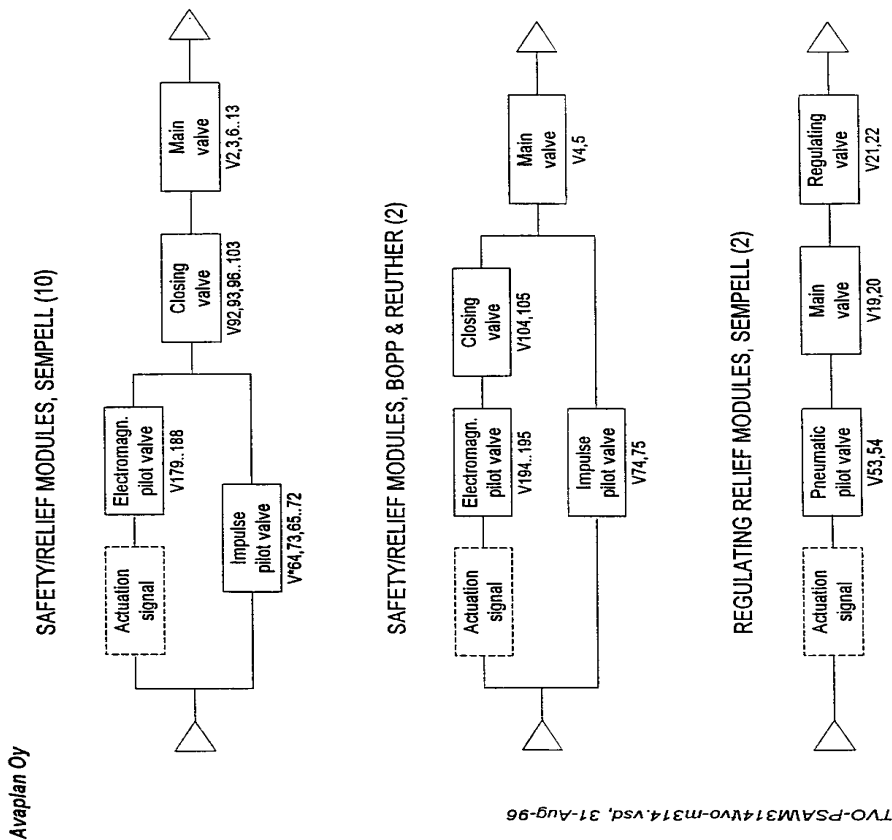 Avaplan Oy
SAFETY/RELIEF MODULES, SEMPELL (10)
Actuation
signal
Electromagn.
pilot valve
V179..188
Impulse
pilot valve
V*64,73,65..72
Closing
valve
V92,93,96..103
Main
valve
V2,3,6..13
SAFETY/RELIEF MODULES, BOPP & REUTHER (2)
Actuation
signal
Electromagn.
pilot valve
V194..195
Closing
valve
V104,105
Impulse
pilot valve
V74,75
Main
valve
V4,5
REGULATING RELIEF MODULES, SEMPELL (2)
Actuation
signal
Pneumatic
pilot valve
V53,54
Main
valve
V19,20
Regulating
valve
V21,22
TVO-PSA\M314\tvo-m314.vsd, 31-Aug-96